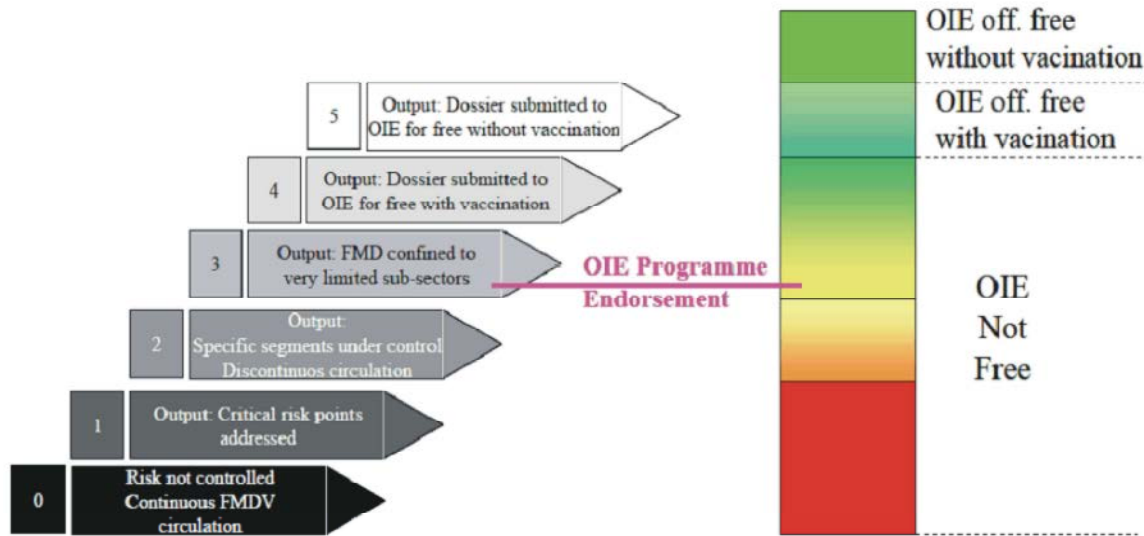 OIE off. free
without vacination
5
Output: Dossier submitted to
OIE for free without vaccination
OIE off. free
with vacination
4
Output: Dossier submitted to
OIE for free with vaccination
3
Output: FMD confined to
very limited sub-sectors
OIE Programme
Endorsement
OIE
Not
Free
2
Output:
Specific segments under control
Discontinuos circulation
1
Output: Critical risk points
addressed
0
Risk not controlled
Continuous FMDV
circulation